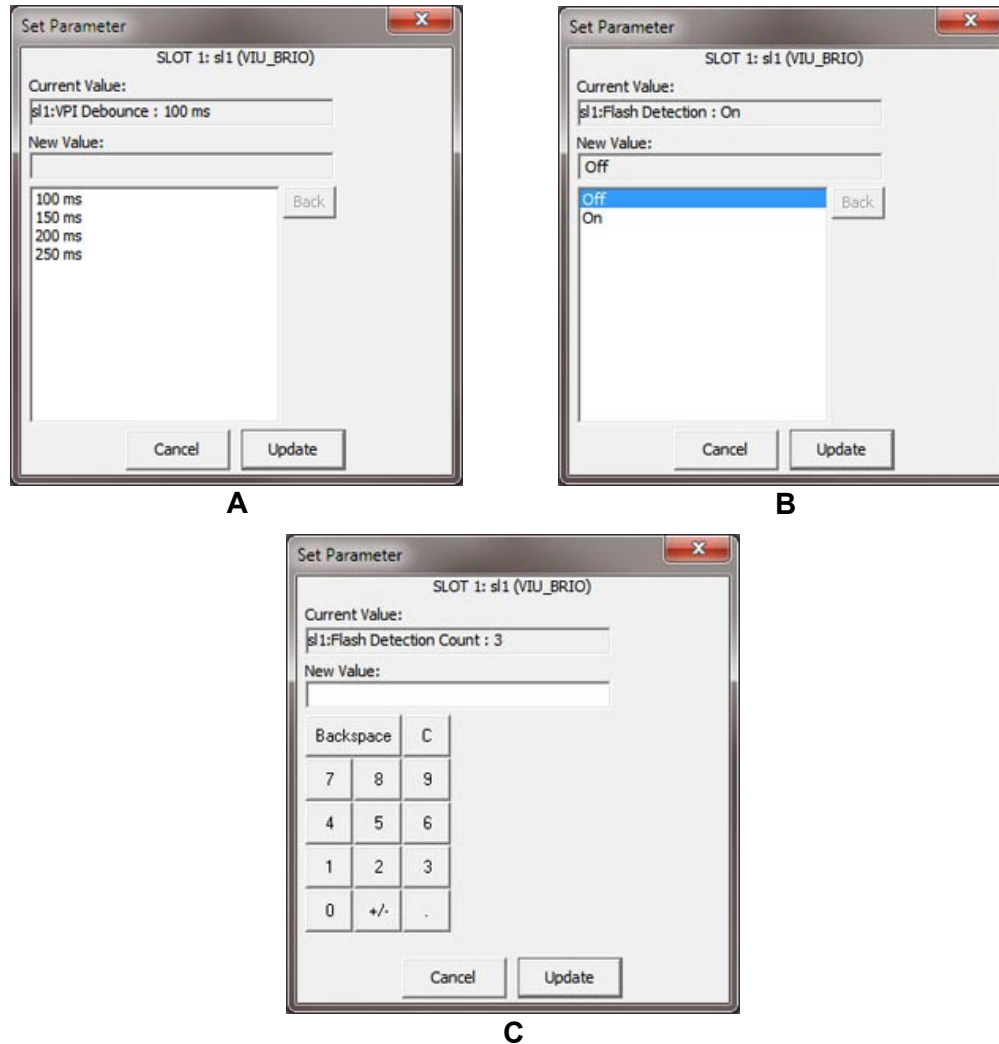 Set Parameter
SLOT 1: sl1 (VIU_BRIO)
Current Value:
sl1:VPI Debounce : 100 ms
New Value:
100 ms
150 ms
200 ms
250 ms
Back
Cancel
Update
A
Set Parameter
SLOT 1: sl1 (VIU_BRIO)
Current Value:
sl1:Flash Detection : On
New Value:
Off
Off
On
Back
Cancel
Update
B
Set Parameter
SLOT 1: sl1 (VIU_BRIO)
Current Value:
sl1:Flash Detection Count : 3
New Value:
Backspace C
7 8 9
4 5 6
1 2 3
0 +/- .
Cancel
Update
C